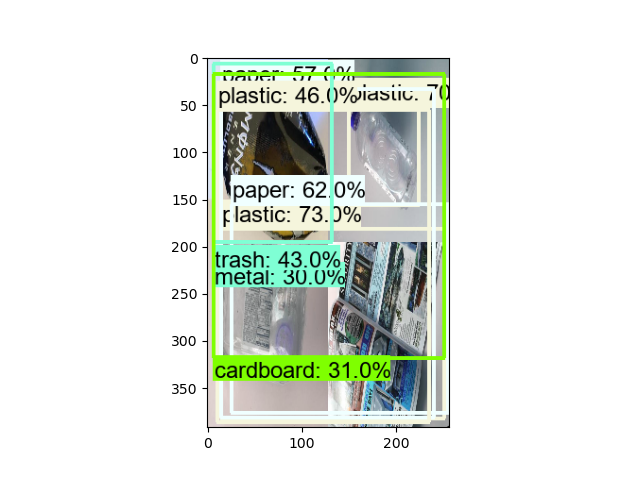 0
50
100
150
200
250
300
350
0
100
200
paper: 57.0%
plastic: 46.0%
plastic: 70
paper: 62.0%
plastic: 73.0%
trash: 43.0%
metal: 30.0%
cardboard: 31.0%